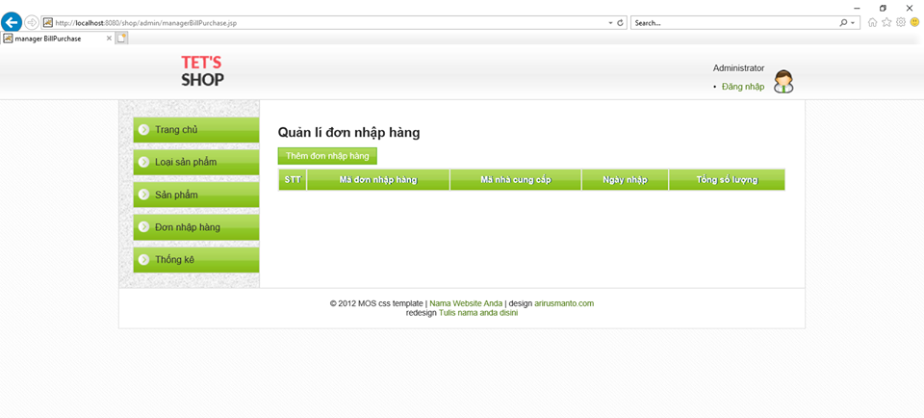 http://localhost:8080/shop/admin/managerBillPurchase.jsp
Search...
manager BillPurchase
TET'S
SHOP
Administrator
Đăng nhập
Trang chủ
Loại sản phẩm
Sản phẩm
Đơn nhập hàng
Thống kê
Quản lí đơn nhập hàng
Thêm đơn nhập hàng
STT Mã đơn nhập hàng Mã nhà cung cấp Ngày nhập Tổng số lượng
© 2012 MOS css template | Nama Website Anda | design arirusmanto.com
redesign Tulis nama anda disini